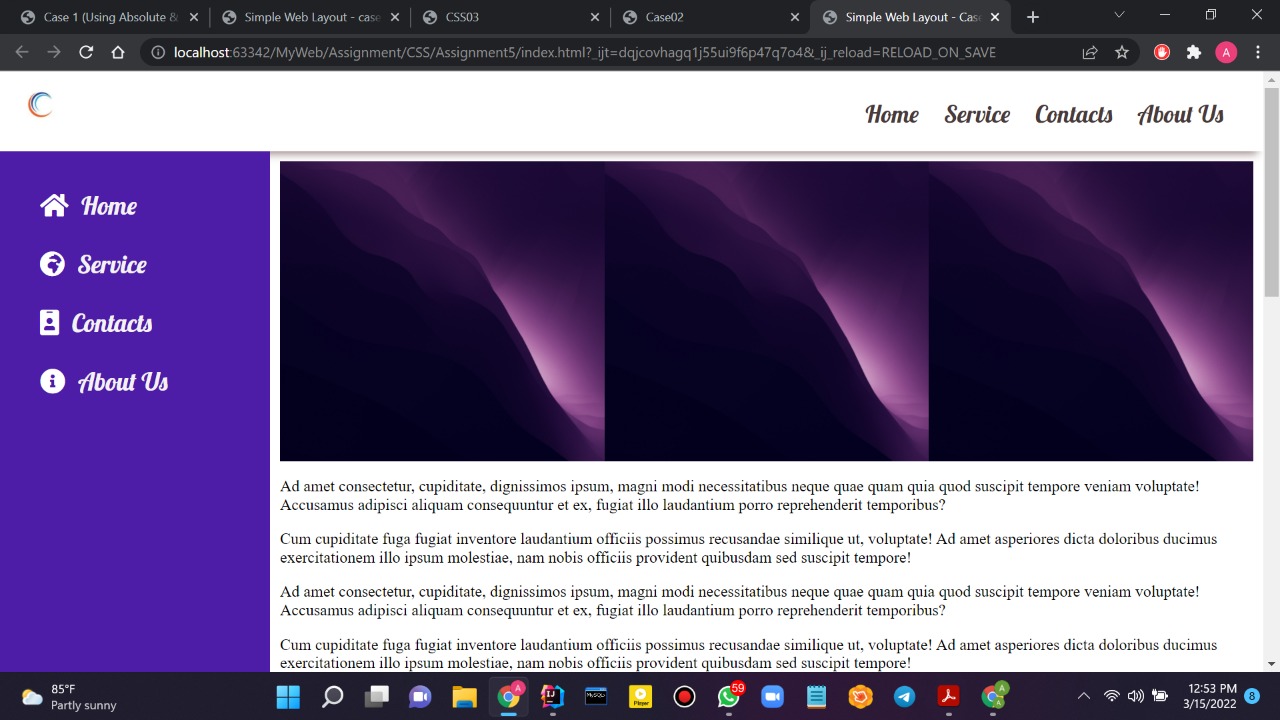 Case 1 (Using Absolute &
Simple Web Layout - case
CSS03
Case02
Simple Web Layout - Cas
localhost:63342/MyWeb/Assignment/CSS/Assignment5/index.html?_ijt=dqjcovhagq1j55ui9f6p47q7o4&_ij_reload=RELOAD_ON_SAVE
A
Home Service Contacts About Us
Home
Service
Contacts
About Us
Ad amet consectetur, cupiditate, dignissimos ipsum, magni modi necessitatibus neque quae quam quia quod suscipit tempore veniam voluptate!
Accusamus adipisci aliquam consequuntur et ex, fugiat illo laudantium porro reprehenderit temporibus?
Cum cupiditate fuga fugiat inventore laudantium officiis possimus recusandae similique ut, voluptate! Ad amet asperiores dicta doloribus ducimus
exercitationem illo ipsum molestiae, nam nobis officiis provident quibusdam sed suscipit tempore!
Ad amet consectetur, cupiditate, dignissimos ipsum, magni modi necessitatibus neque quae quam quia quod suscipit tempore veniam voluptate!
Accusamus adipisci aliquam consequuntur et ex, fugiat illo laudantium porro reprehenderit temporibus?
Cum cupiditate fuga fugiat inventore laudantium officiis possimus recusandae similique ut, voluptate! Ad amet asperiores dicta doloribus ducimus
exercitationem illo ipsum molestiae, nam nobis officiis provident quibusdam sed suscipit tempore!
85°F
Partly sunny
A
IJ
MySQL
Player
59
A
A
12:53 PM
3/15/2022
8